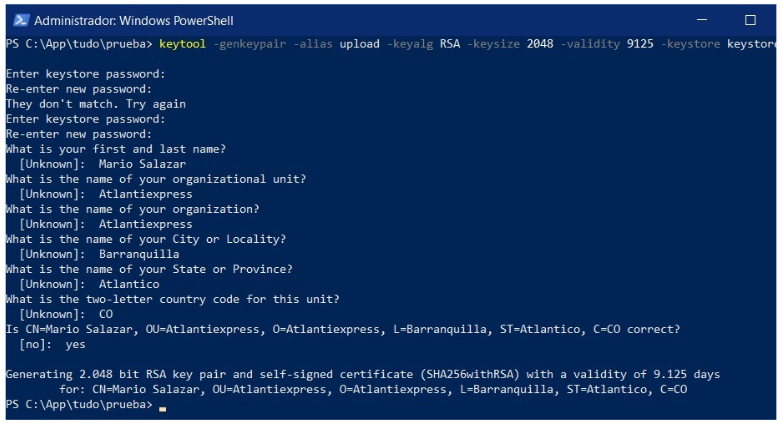 Administrador: Windows PowerShell
PS C:\App\tudo\prueba> keytool -genkeypair -alias upload -keyalg RSA -keysize 2048 -validity 9125 -keystore keystore
Enter keystore password:
Re-enter new password:
They don't match. Try again
Enter keystore password:
Re-enter new password:
What is your first and last name?
[Unknown]:  Mario Salazar
What is the name of your organizational unit?
[Unknown]:  Atlantiexpress
What is the name of your organization?
[Unknown]:  Atlantiexpress
What is the name of your City or Locality?
[Unknown]:  Barranquilla
What is the name of your State or Province?
[Unknown]:  Atlantico
What is the two-letter country code for this unit?
[Unknown]:  CO
Is CN=Mario Salazar, OU=Atlantiexpress, O=Atlantiexpress, L=Barranquilla, ST=Atlantico, C=CO correct?
[no]:  yes
Generating 2.048 bit RSA key pair and self-signed certificate (SHA256withRSA) with a validity of 9.125 days
for: CN=Mario Salazar, OU=Atlantiexpress, O=Atlantiexpress, L=Barranquilla, ST=Atlantico, C=CO
PS C:\App\tudo\prueba>